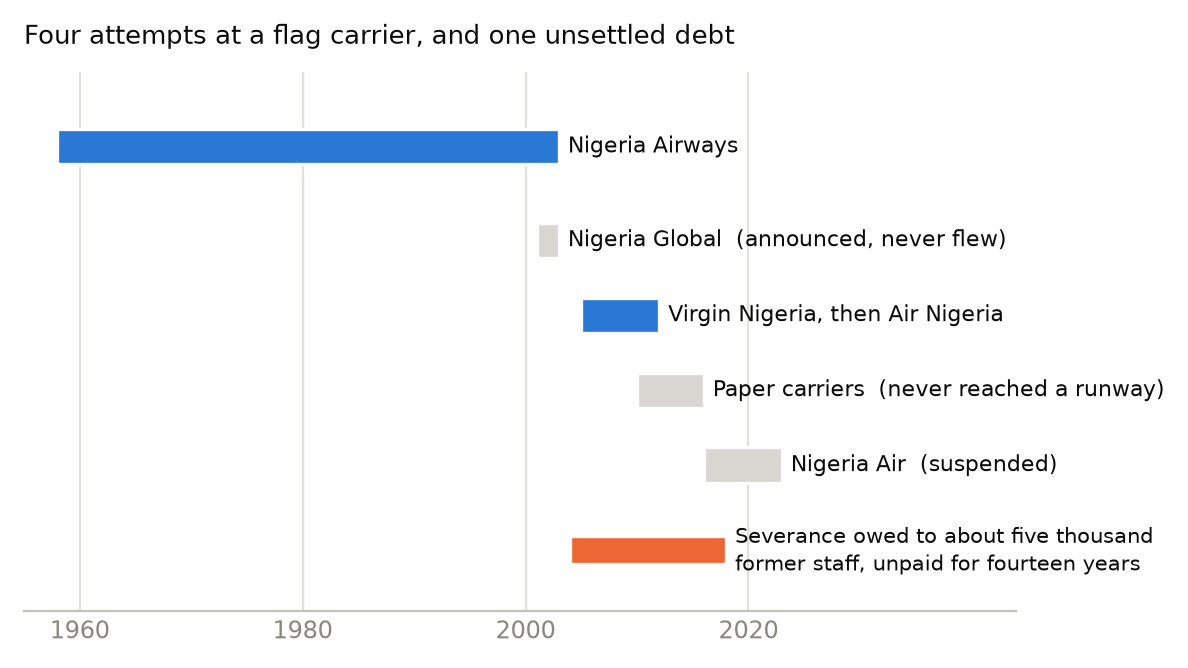 Four attempts at a flag carrier, and one unsettled debt
Nigeria Airways
Nigeria Global (announced, never flew)
Virgin Nigeria, then Air Nigeria
Paper carriers (never reached a runway)
Nigeria Air (suspended)
Severance owed to about five thousand
former staff, unpaid for fourteen years
1960 1980 2000 2020